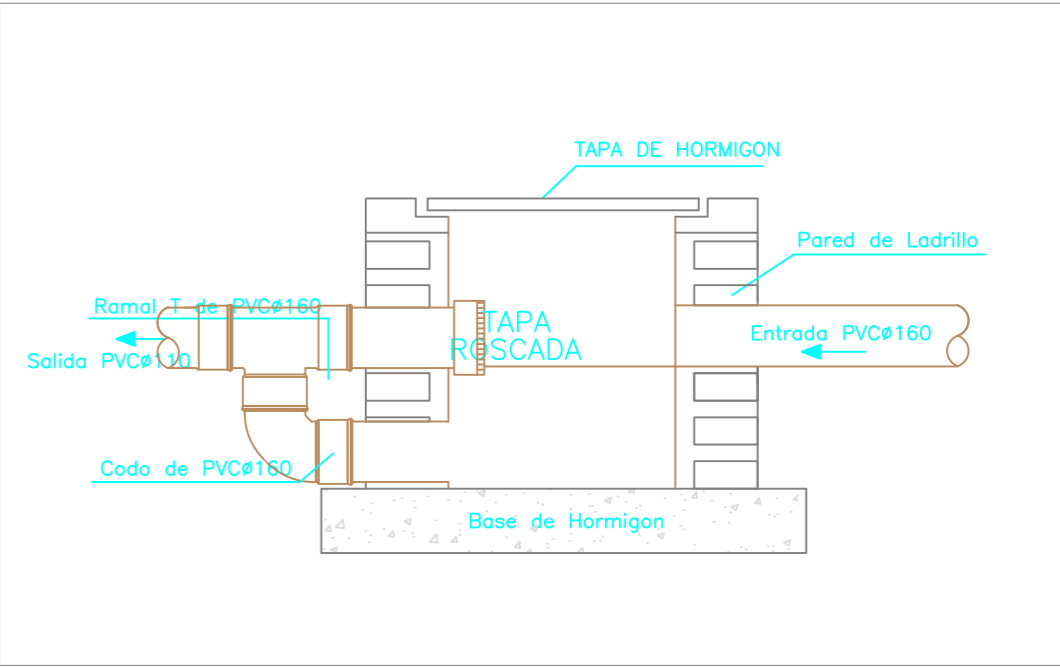 TAPA DE HORMIGON
Pared de Ladrillo
Ramal T de PVCø160
TAPA
ROSCADA
Entrada PVCø160
Salida PVCø110
Codo de PVCø160
Base de Hormigon